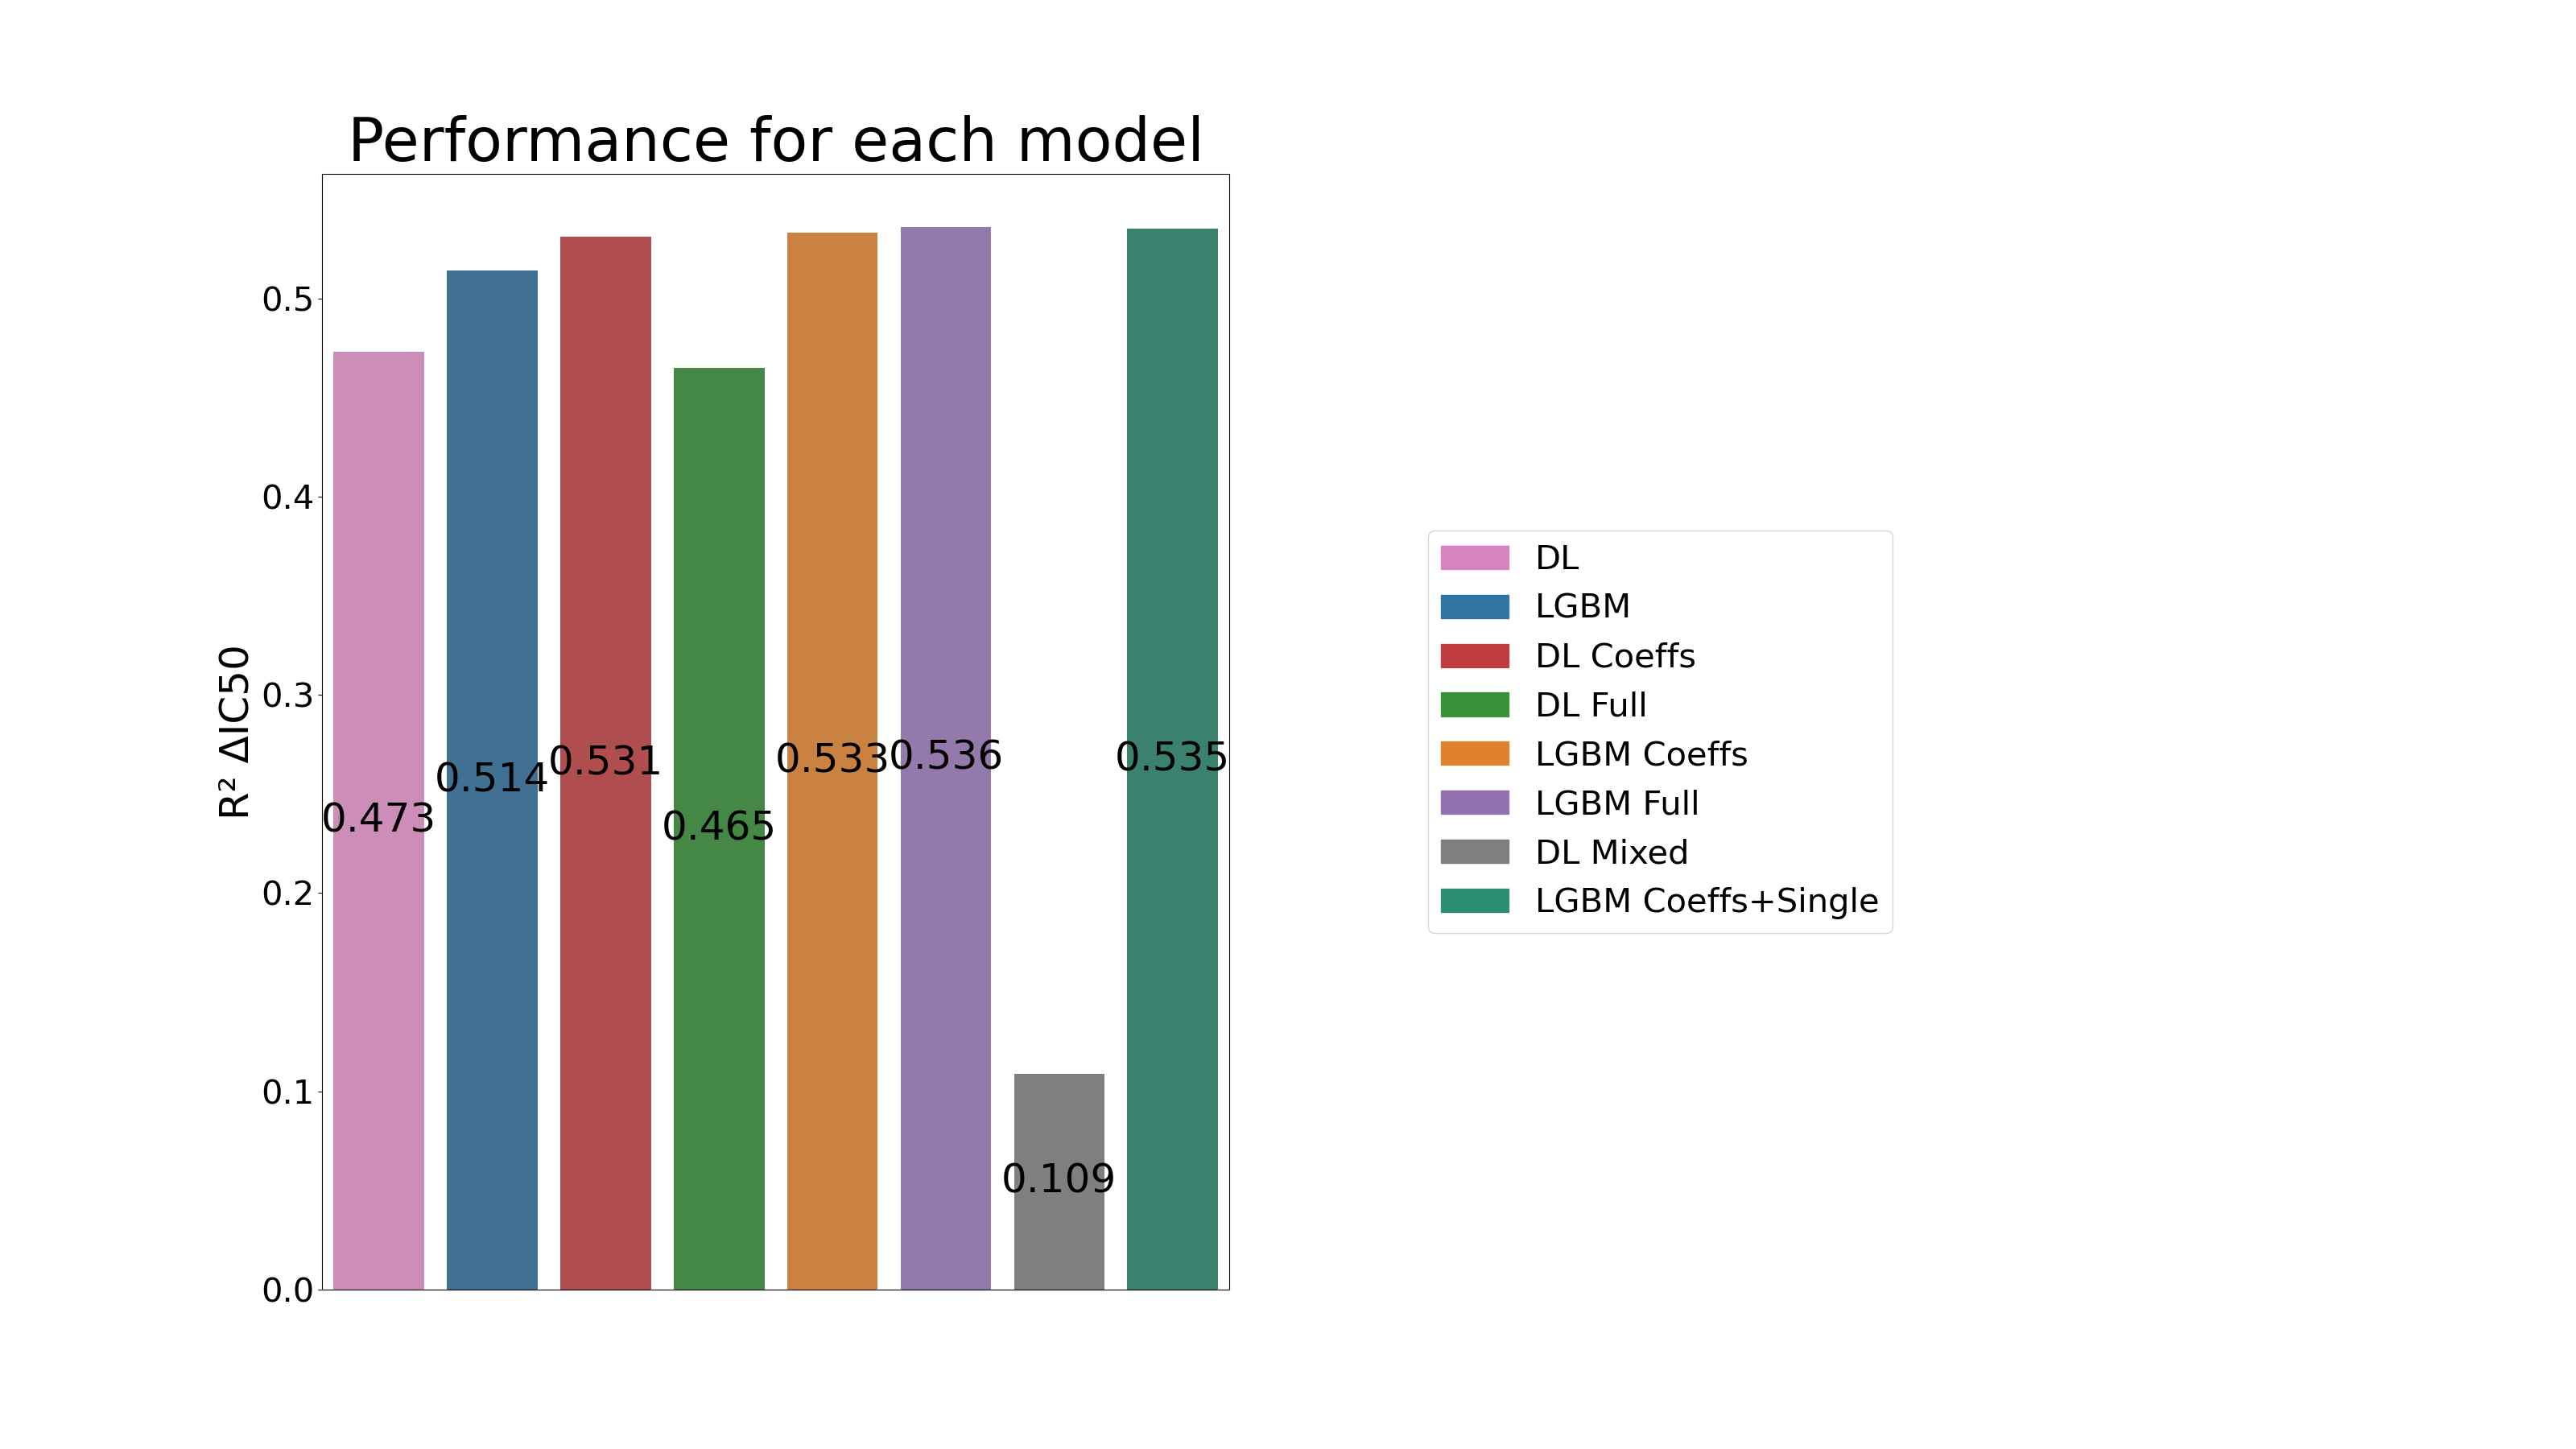 Performance for each model
R² ΔIC50
0.5
0.4
0.3
0.2
0.1
0.0
0.473
0.514
0.531
0.465
0.533
0.536
0.109
0.535
DL
LGBM
DL Coeffs
DL Full
LGBM Coeffs
LGBM Full
DL Mixed
LGBM Coeffs+Single